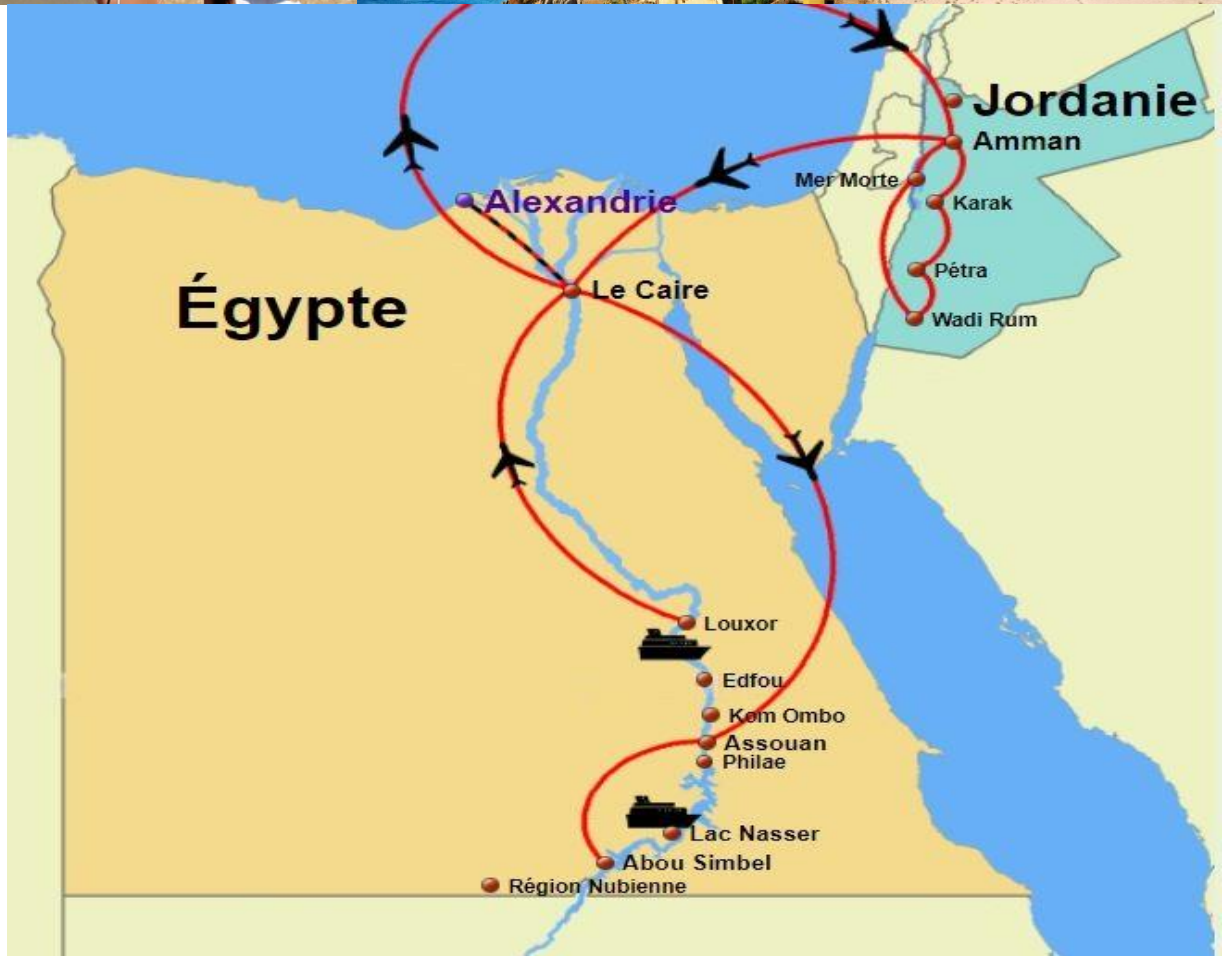 Jordanie
Amman
Mer Morte
Karak
Alexandrie
Pétra
Le Caire
Égypte
Wadi Rum
Louxor
Edfou
Kom Ombo
Assouan
Philae
Lac Nasser
Abou Simbel
Région Nubienne